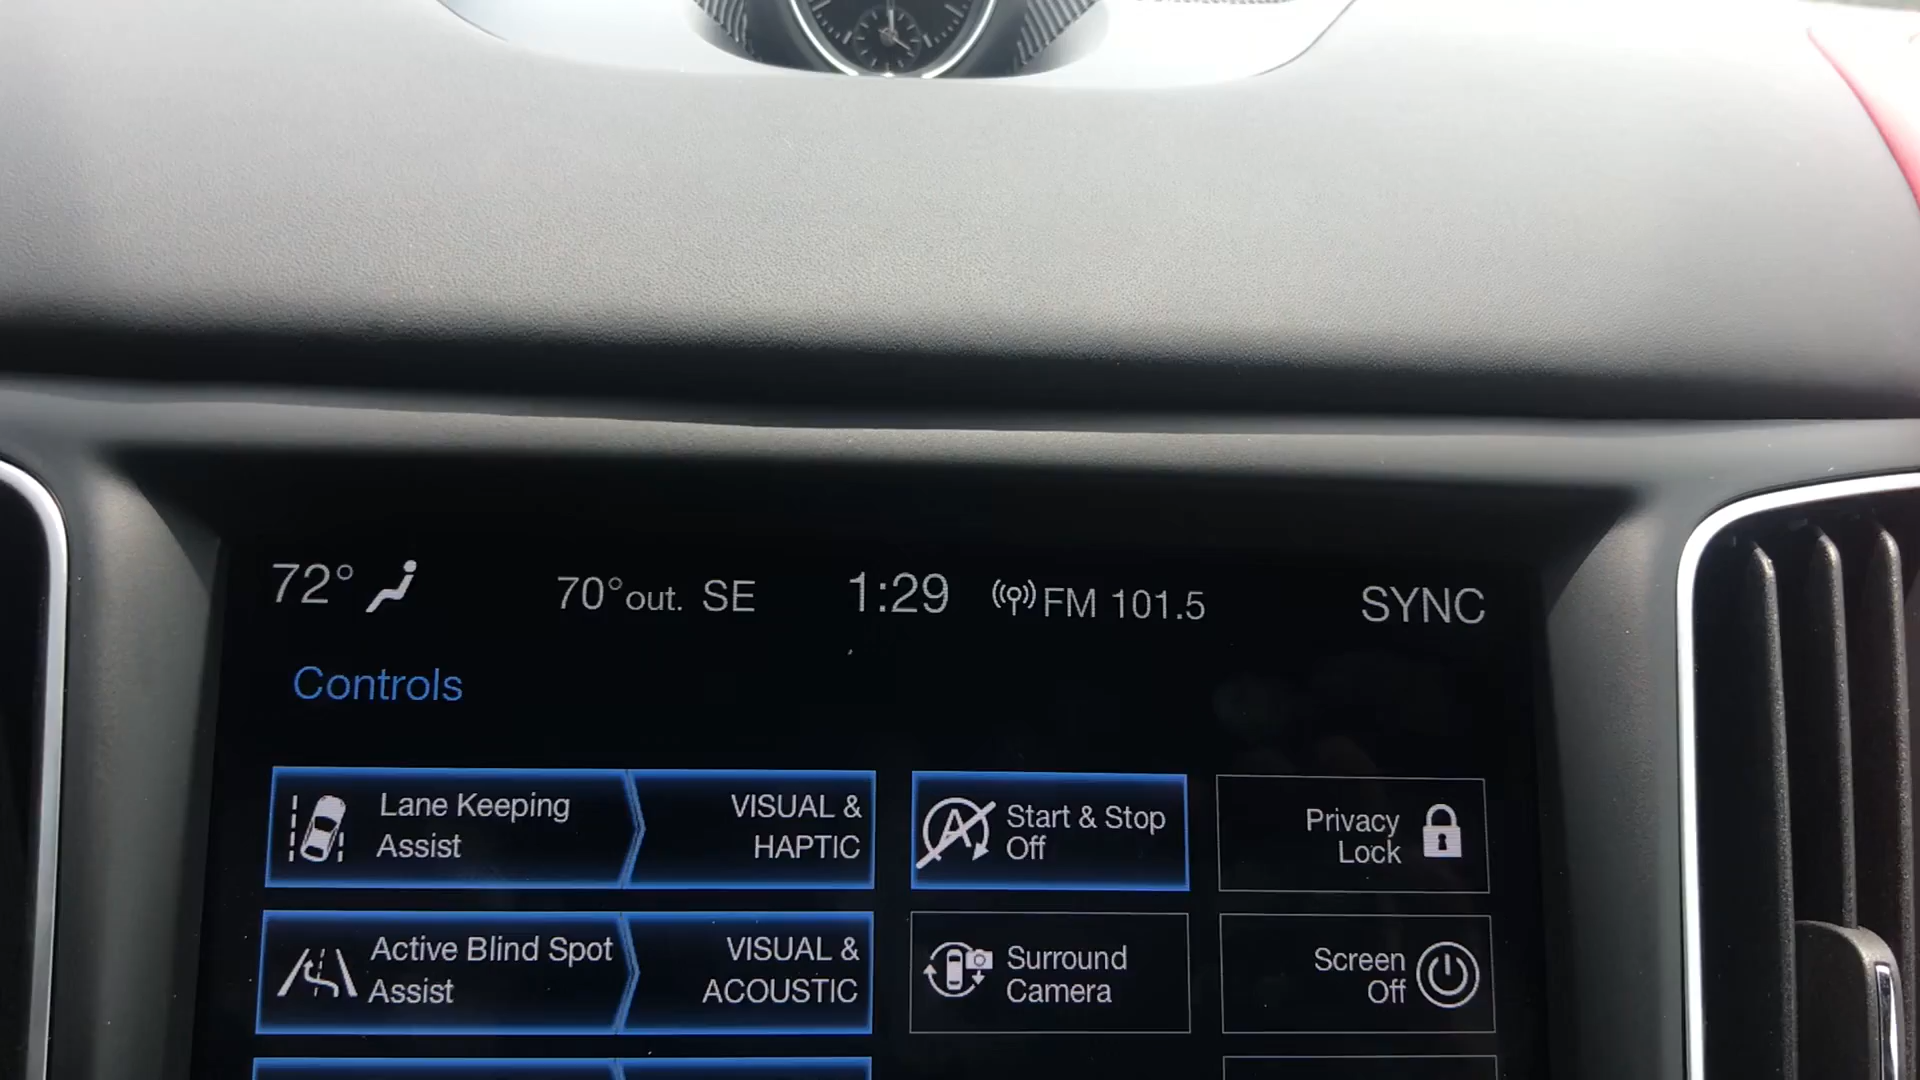 72° 70°out. SE 1:29 FM 101.5 SYNC
Controls
Lane Keeping
Assist
VISUAL &
HAPTIC
Start & Stop
Off
Privacy
Lock
Active Blind Spot
Assist
VISUAL &
ACOUSTIC
Surround
Camera
Screen
Off